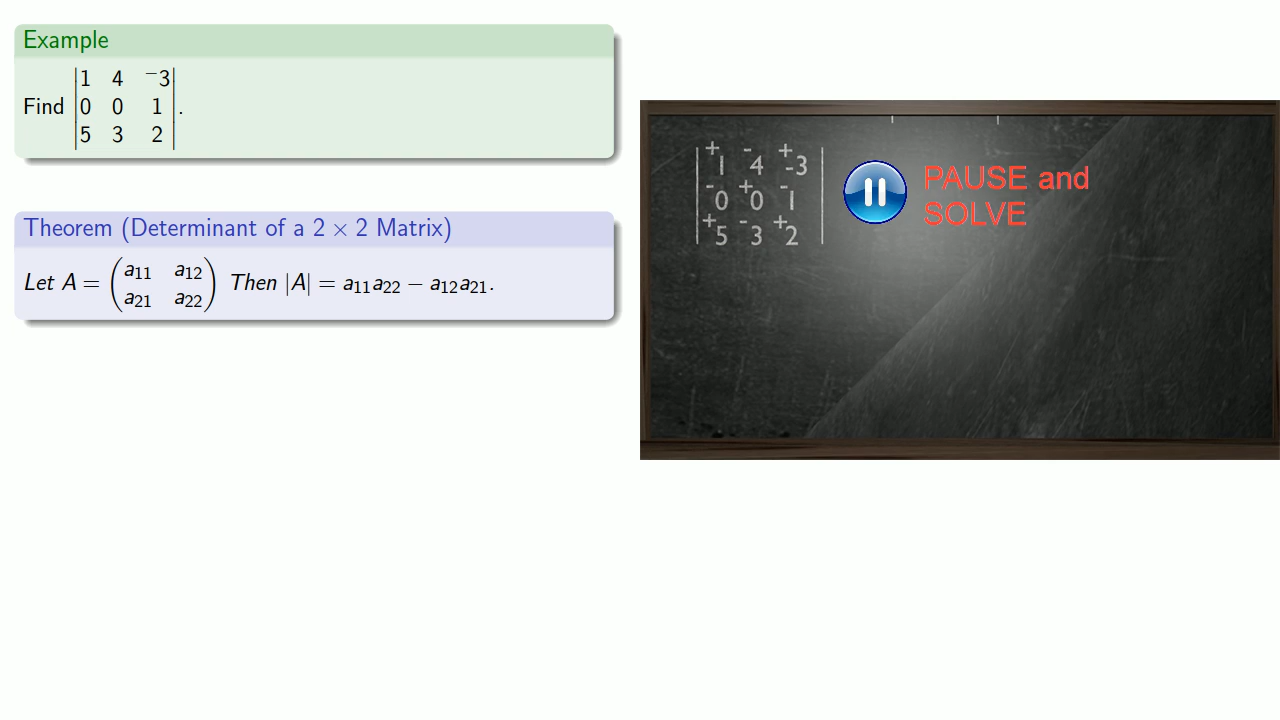 Example
Find |1 4 ⁻3|
|0 0 1|.
|5 3 2|
Theorem (Determinant of a 2 × 2 Matrix)
Let A = (a₁₁ a₁₂
a₂₁ a₂₂) Then |A| = a₁₁a₂₂ − a₁₂a₂₁.
+ - +
1 4 -3
- + -
0 0 1
+ - +
5 3 2
PAUSE and
SOLVE